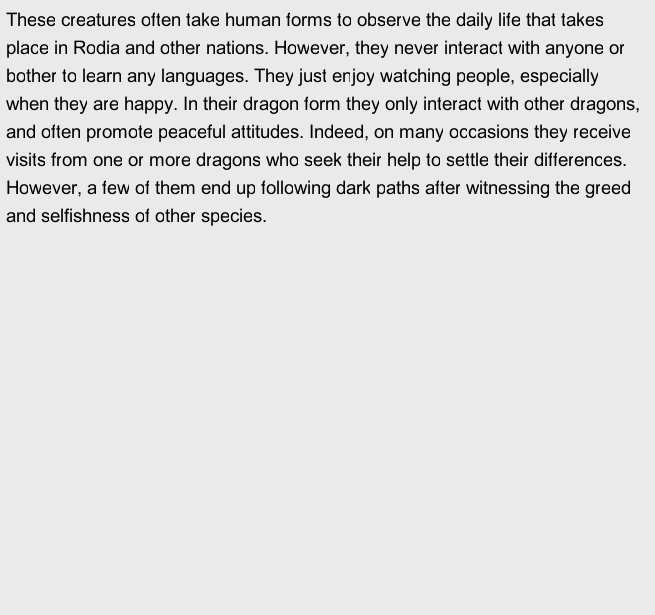 These creatures often take human forms to observe the daily life that takes
place in Rodia and other nations. However, they never interact with anyone or
bother to learn any languages. They just enjoy watching people, especially
when they are happy. In their dragon form they only interact with other dragons,
and often promote peaceful attitudes. Indeed, on many occasions they receive
visits from one or more dragons who seek their help to settle their differences.
However, a few of them end up following dark paths after witnessing the greed
and selfishness of other species.